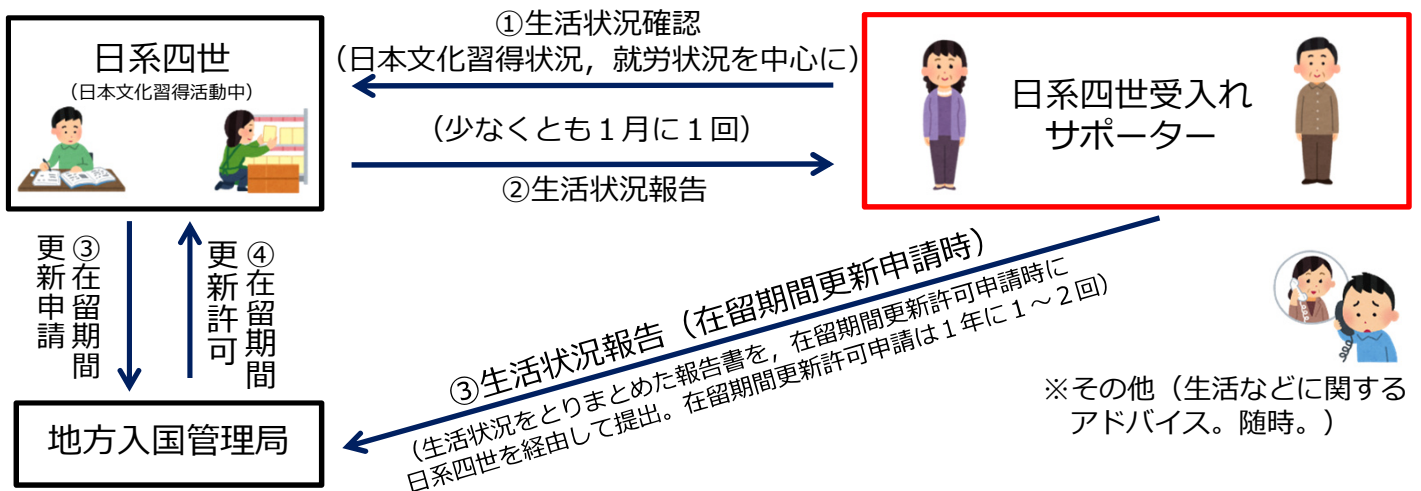 ①生活状況確認
（日本文化習得状況，就労状況を中心に）
日系四世
（日本文化習得活動中）
（少なくとも１月に１回）
②生活状況報告
日系四世受入れ
サポーター
③在留期間
更新申請
④在留期間
更新許可
③生活状況報告（在留期間更新申請時）
（生活状況をとりまとめた報告書を，在留期間更新許可申請時に
日系四世を経由して提出。在留期間更新許可申請は１年に１～２回）
地方入国管理局
※その他（生活などに関する
アドバイス。随時。）